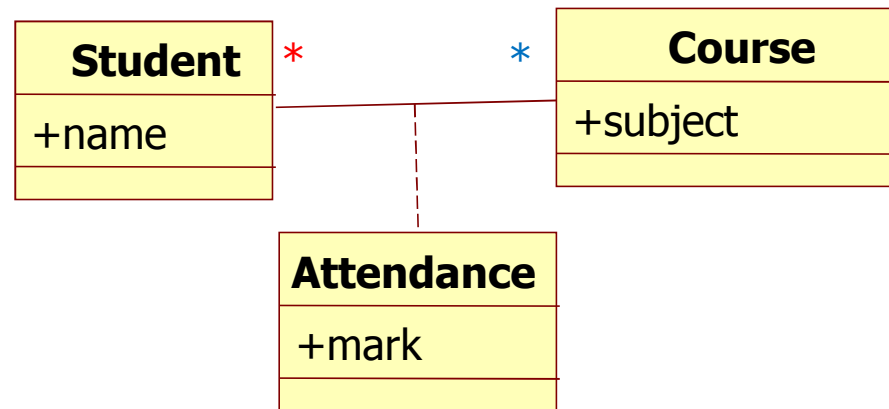 Student
*
*
Course
+name
+subject
Attendance
+mark